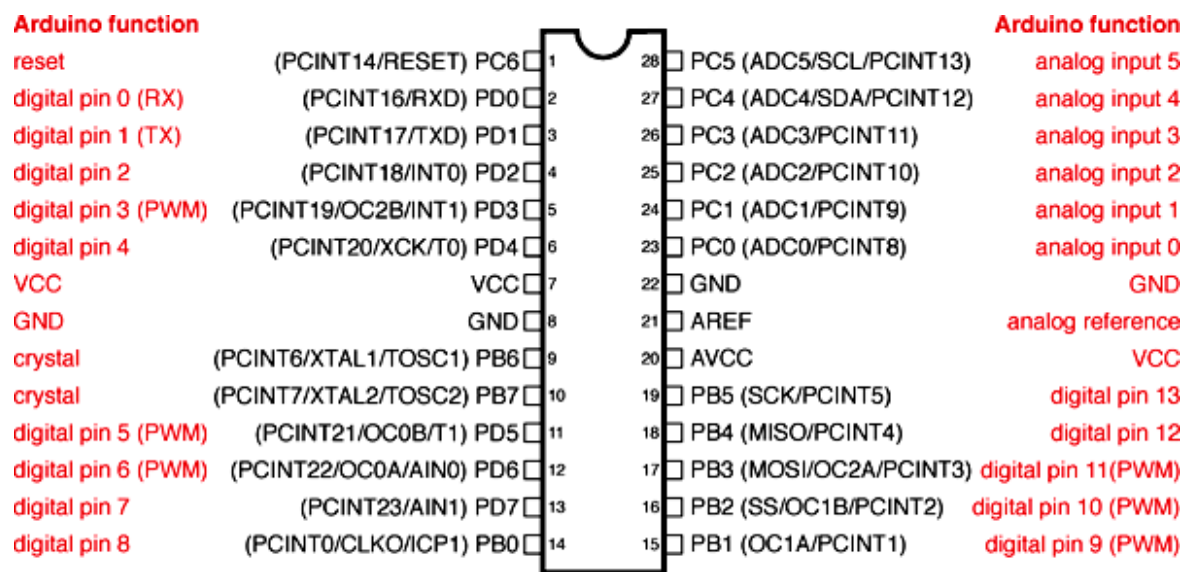 Arduino function Arduino function
reset (PCINT14/RESET) PC6 1 28 PC5 (ADC5/SCL/PCINT13) analog input 5
digital pin 0 (RX) (PCINT16/RXD) PD0 2 27 PC4 (ADC4/SDA/PCINT12) analog input 4
digital pin 1 (TX) (PCINT17/TXD) PD1 3 26 PC3 (ADC3/PCINT11) analog input 3
digital pin 2 (PCINT18/INT0) PD2 4 25 PC2 (ADC2/PCINT10) analog input 2
digital pin 3 (PWM) (PCINT19/OC2B/INT1) PD3 5 24 PC1 (ADC1/PCINT9) analog input 1
digital pin 4 (PCINT20/XCK/T0) PD4 6 23 PC0 (ADC0/PCINT8) analog input 0
VCC VCC 7 22 GND GND
GND GND 8 21 AREF analog reference
crystal (PCINT6/XTAL1/TOSC1) PB6 9 20 AVCC VCC
crystal (PCINT7/XTAL2/TOSC2) PB7 10 19 PB5 (SCK/PCINT5) digital pin 13
digital pin 5 (PWM) (PCINT21/OC0B/T1) PD5 11 18 PB4 (MISO/PCINT4) digital pin 12
digital pin 6 (PWM) (PCINT22/OC0A/AIN0) PD6 12 17 PB3 (MOSI/OC2A/PCINT3) digital pin 11(PWM)
digital pin 7 (PCINT23/AIN1) PD7 13 16 PB2 (SS/OC1B/PCINT2) digital pin 10 (PWM)
digital pin 8 (PCINT0/CLKO/ICP1) PB0 14 15 PB1 (OC1A/PCINT1) digital pin 9 (PWM)